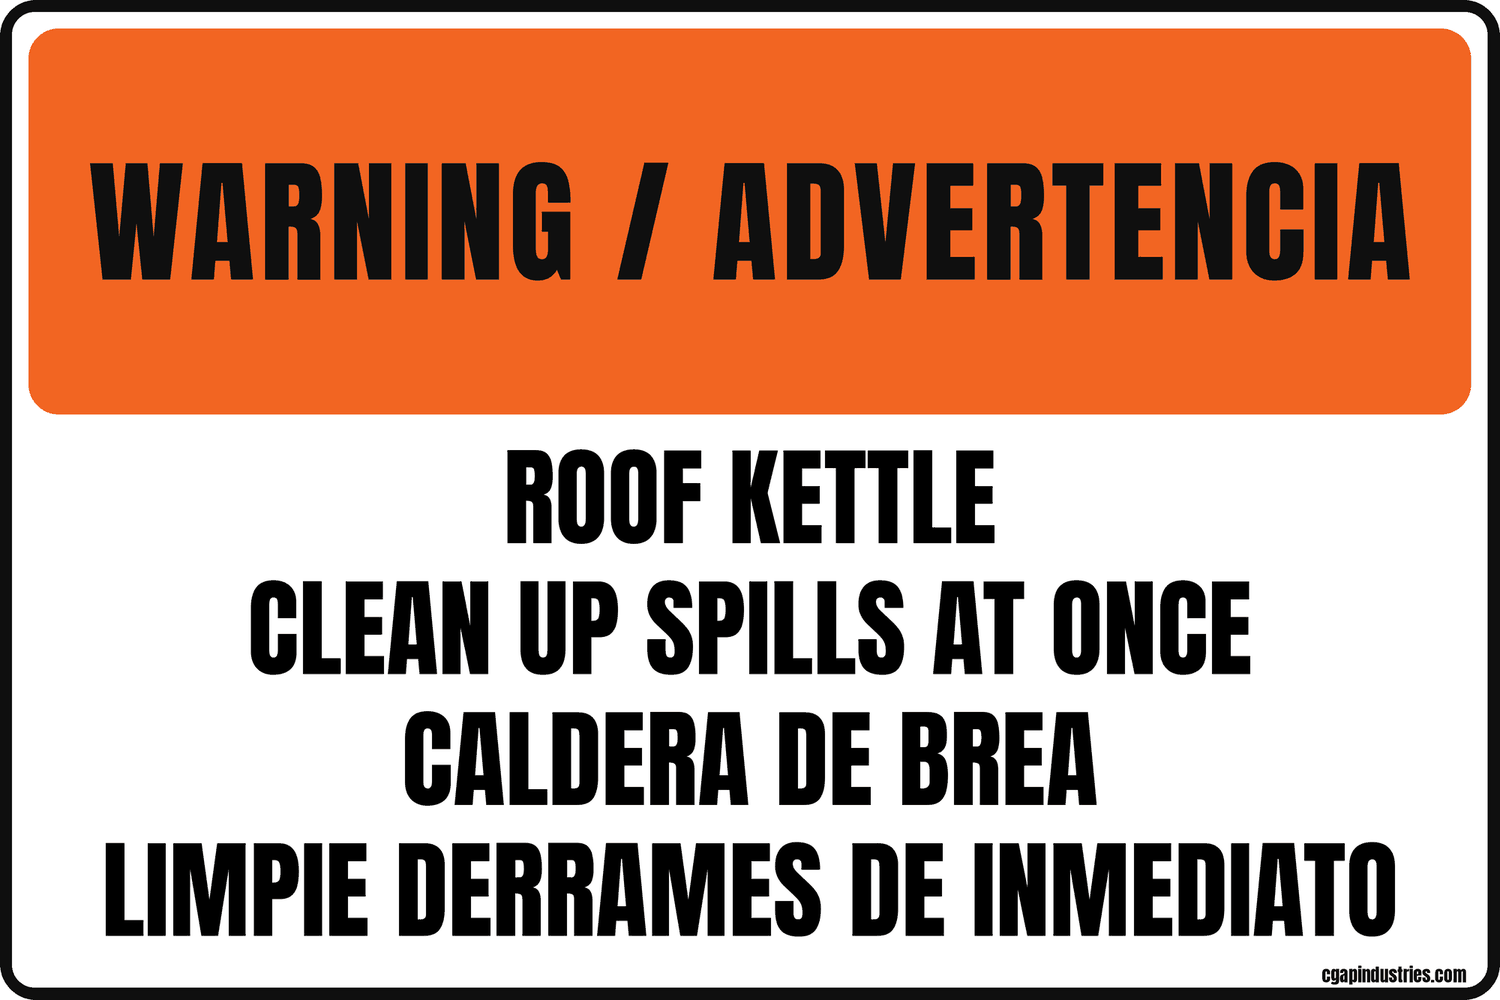 WARNING / ADVERTENCIA
ROOF KETTLE
CLEAN UP SPILLS AT ONCE
CALDERA DE BREA
LIMPIE DERRAMES DE INMEDIATO
cgapindustries.com